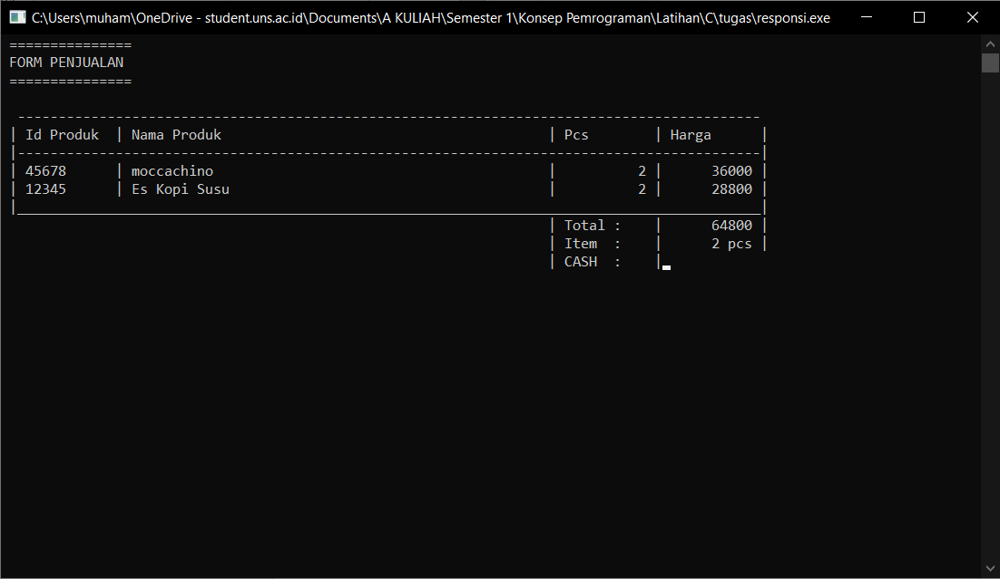 C:\Users\muham\OneDrive - student.uns.ac.id\Documents\A KULIAH\Semester 1\Konsep Pemrograman\Latihan\C\tugas\responsi.exe
===============
FORM PENJUALAN
===============
-------------------------------------------------------------------------------------------
| Id Produk | Nama Produk | Pcs | Harga |
|-------------------------------------------------------------------------------------------|
| 45678 | moccachino | 2 | 36000 |
| 12345 | Es Kopi Susu | 2 | 28800 |
|___________________________________________________________________________________________|
| Total : | 64800 |
| Item : | 2 pcs |
| CASH : |